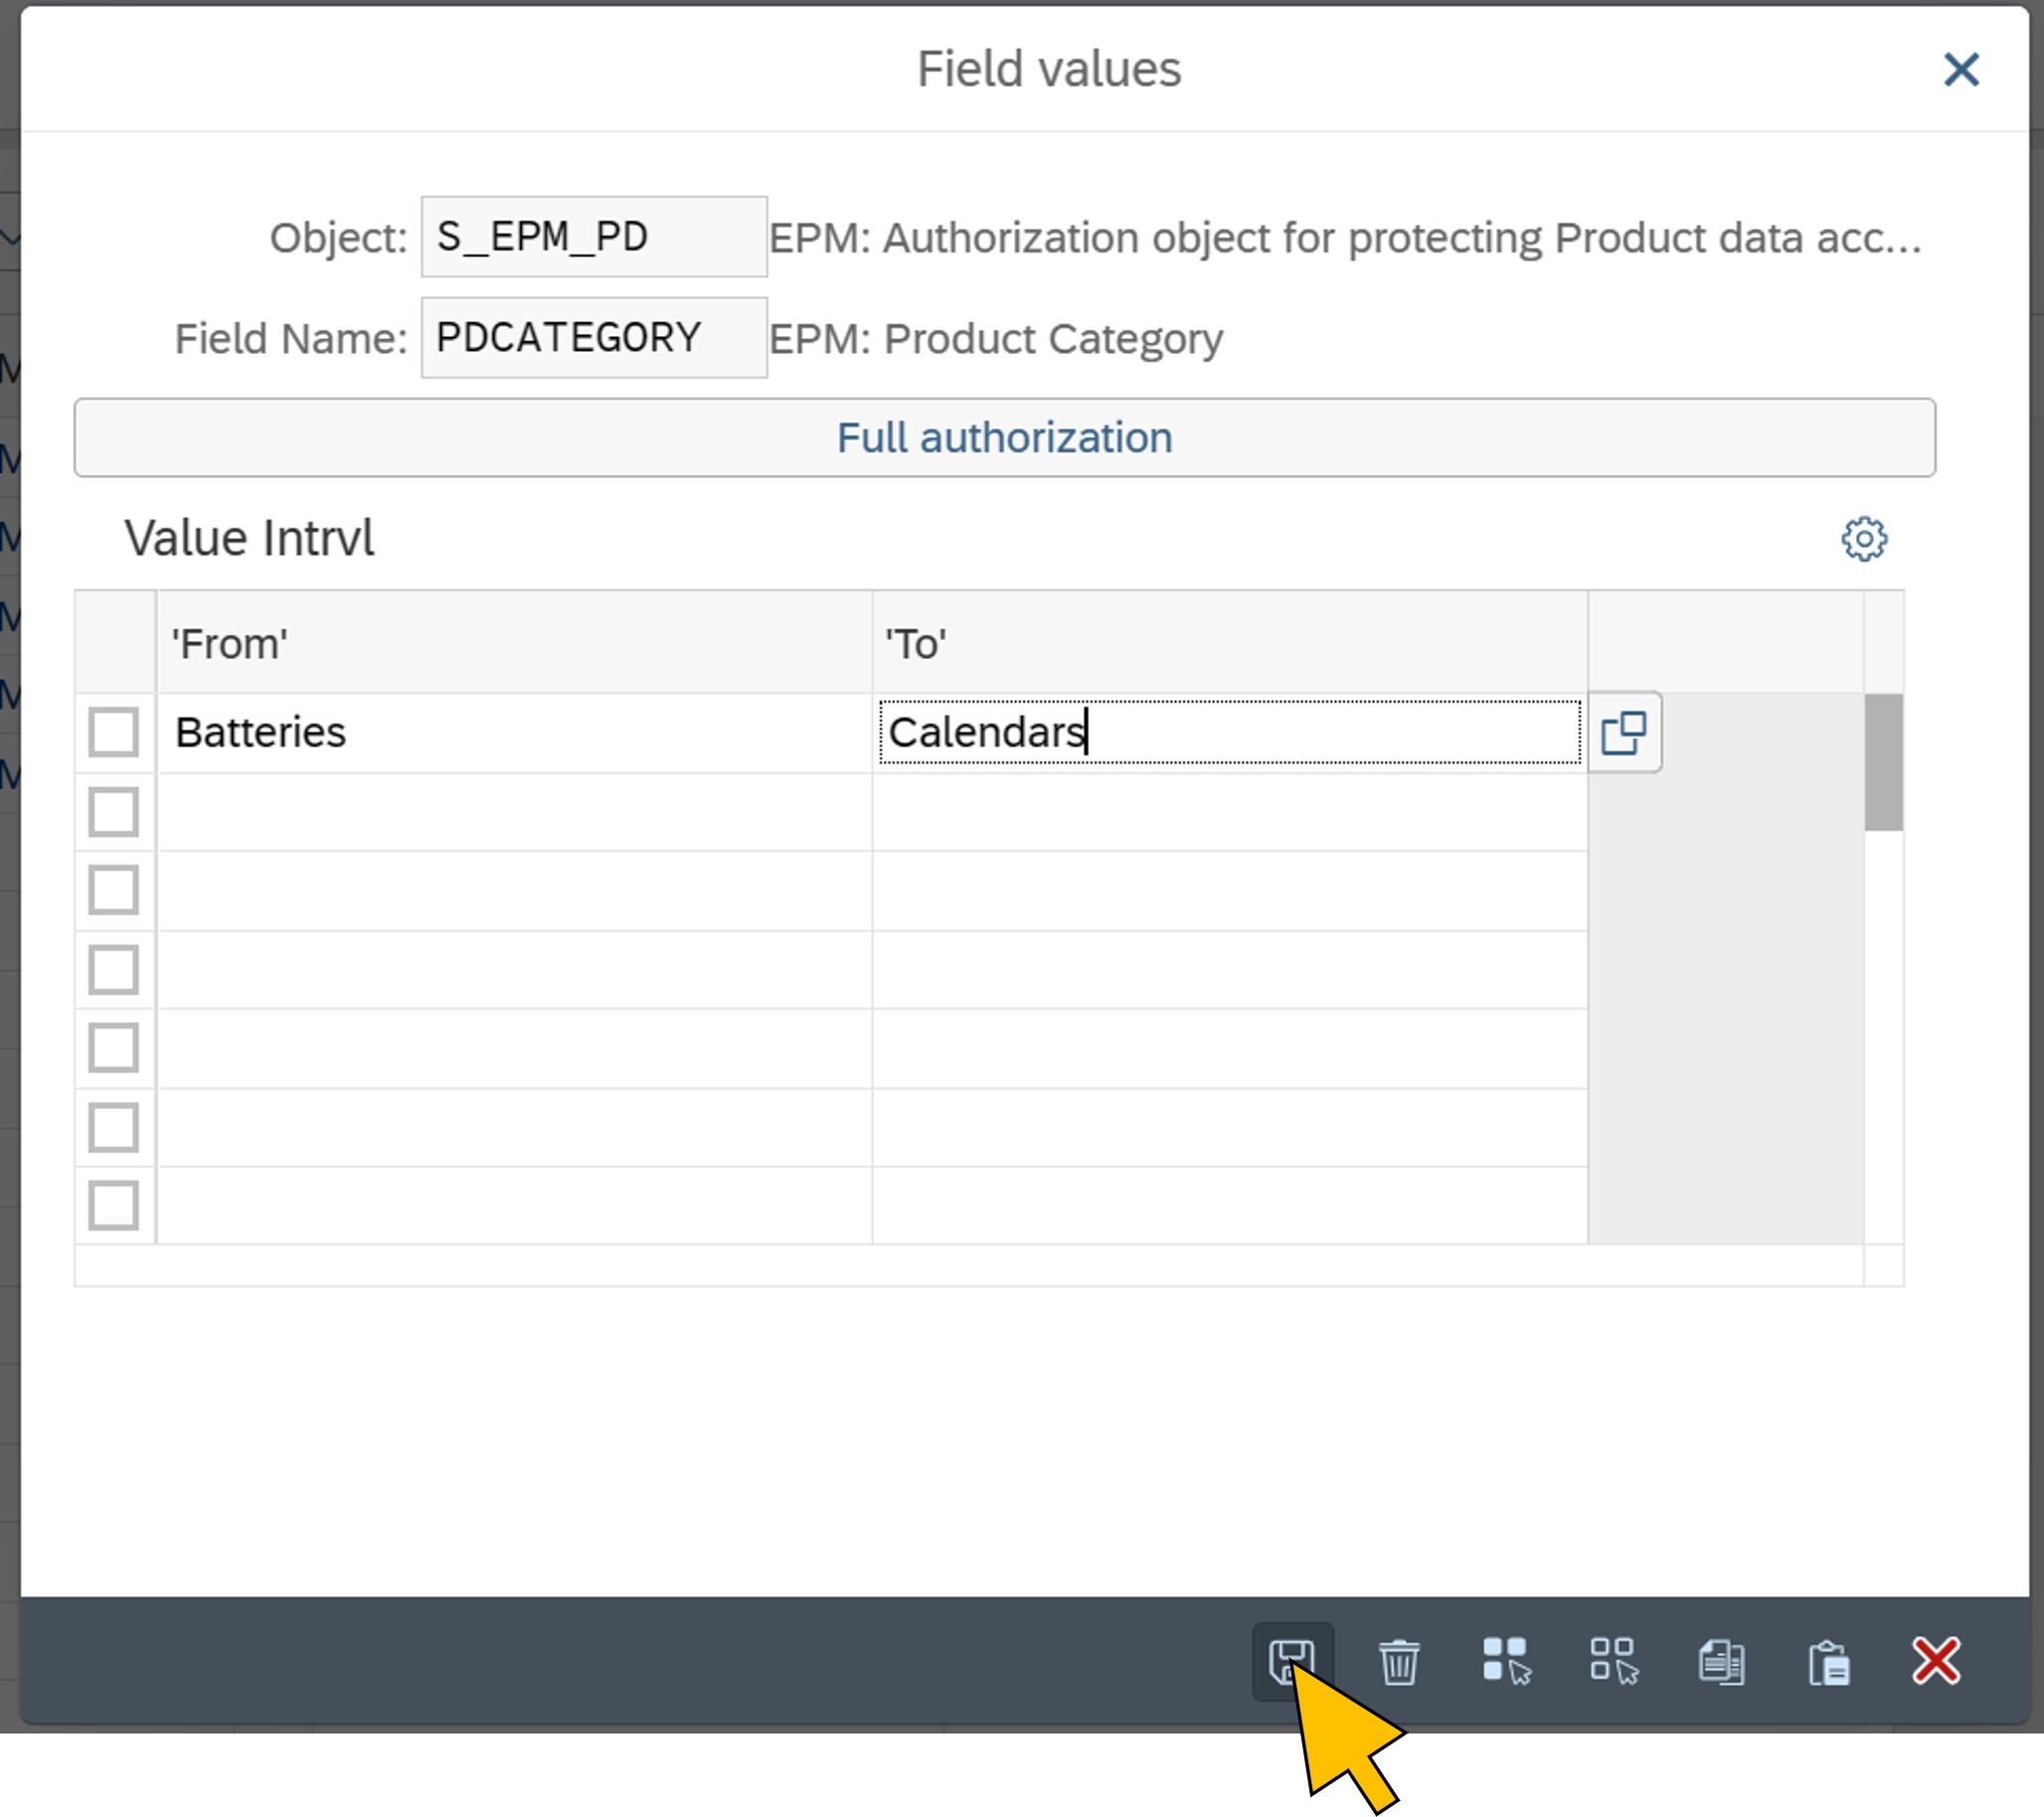 Field values
Object: S_EPM_PD EPM: Authorization object for protecting Product data acc...
Field Name: PDCATEGORY EPM: Product Category
Full authorization
Value Intrvl
'From' 'To'
Batteries Calendars